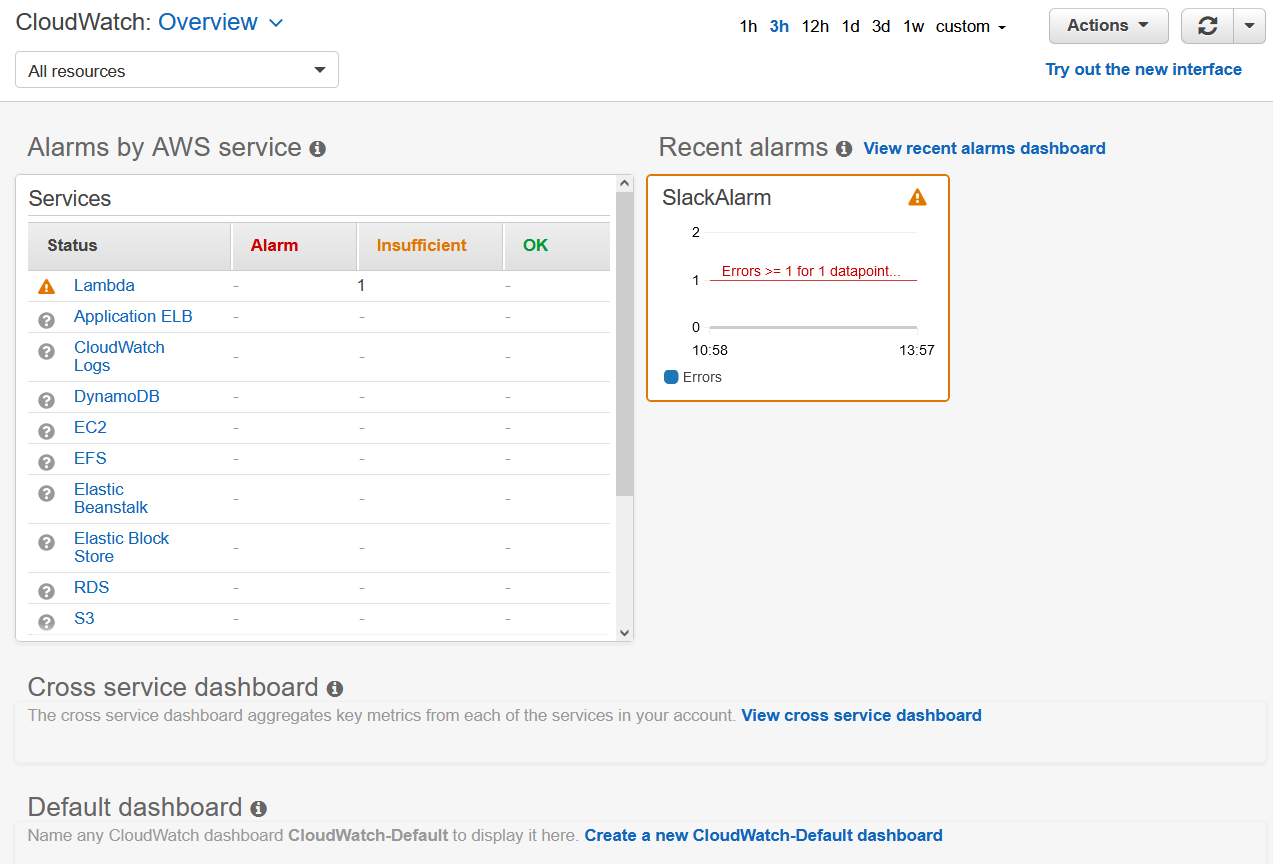 CloudWatch: Overview
1h 3h 12h 1d 3d 1w custom
Actions
All resources
Try out the new interface
Alarms by AWS service
Services
Status Alarm Insufficient OK
Lambda - 1 -
Application ELB - - -
CloudWatch
Logs - - -
DynamoDB - - -
EC2 - - -
EFS - - -
Elastic
Beanstalk - - -
Elastic Block
Store - - -
RDS - - -
S3 - - -
Recent alarms View recent alarms dashboard
SlackAlarm
2
Errors >= 1 for 1 datapoint...
1
0
10:58 13:57
Errors
Cross service dashboard
The cross service dashboard aggregates key metrics from each of the services in your account. View cross service dashboard
Default dashboard
Name any CloudWatch dashboard CloudWatch-Default to display it here. Create a new CloudWatch-Default dashboard